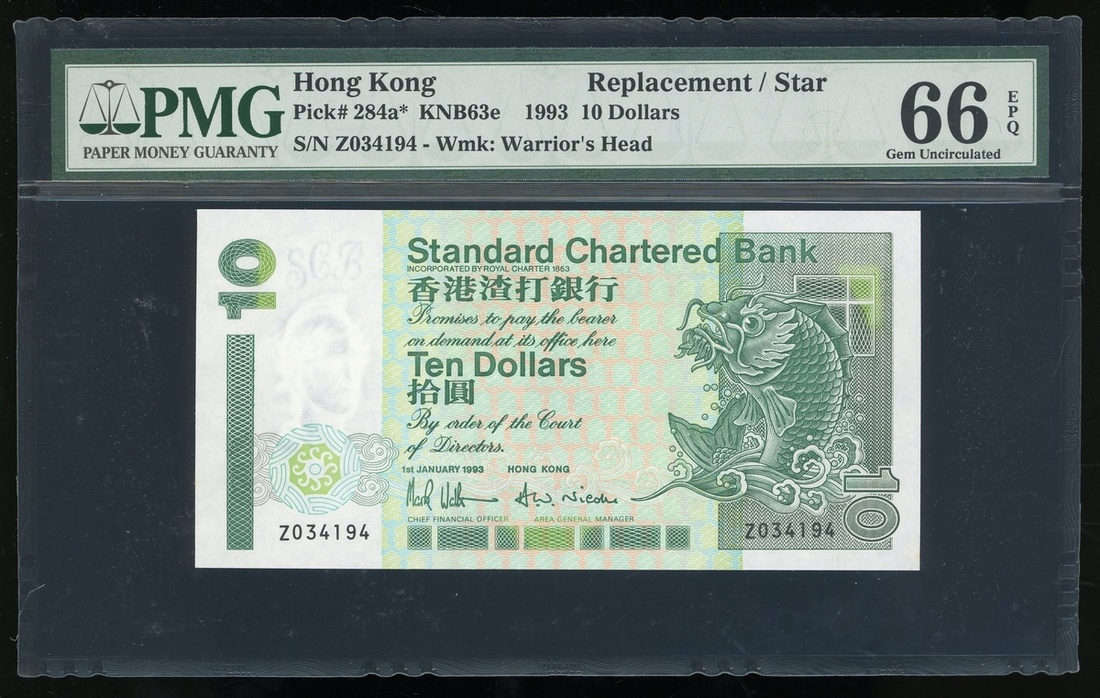 PMG
PAPER MONEY GUARANTY
Hong Kong Replacement / Star
Pick# 284a* KNB63e 1993 10 Dollars
S/N Z034194 - Wmk: Warrior's Head
66 EPQ
Gem Uncirculated
10
SCB
Standard Chartered Bank
INCORPORATED BY ROYAL CHARTER 1853
香港渣打銀行
Promises to pay the bearer
on demand at its office here
Ten Dollars
拾圓
By order of the Court
of Directors.
1st JANUARY 1993 HONG KONG
CHIEF FINANCIAL OFFICER AREA GENERAL MANAGER
Z034194
Z034194
10